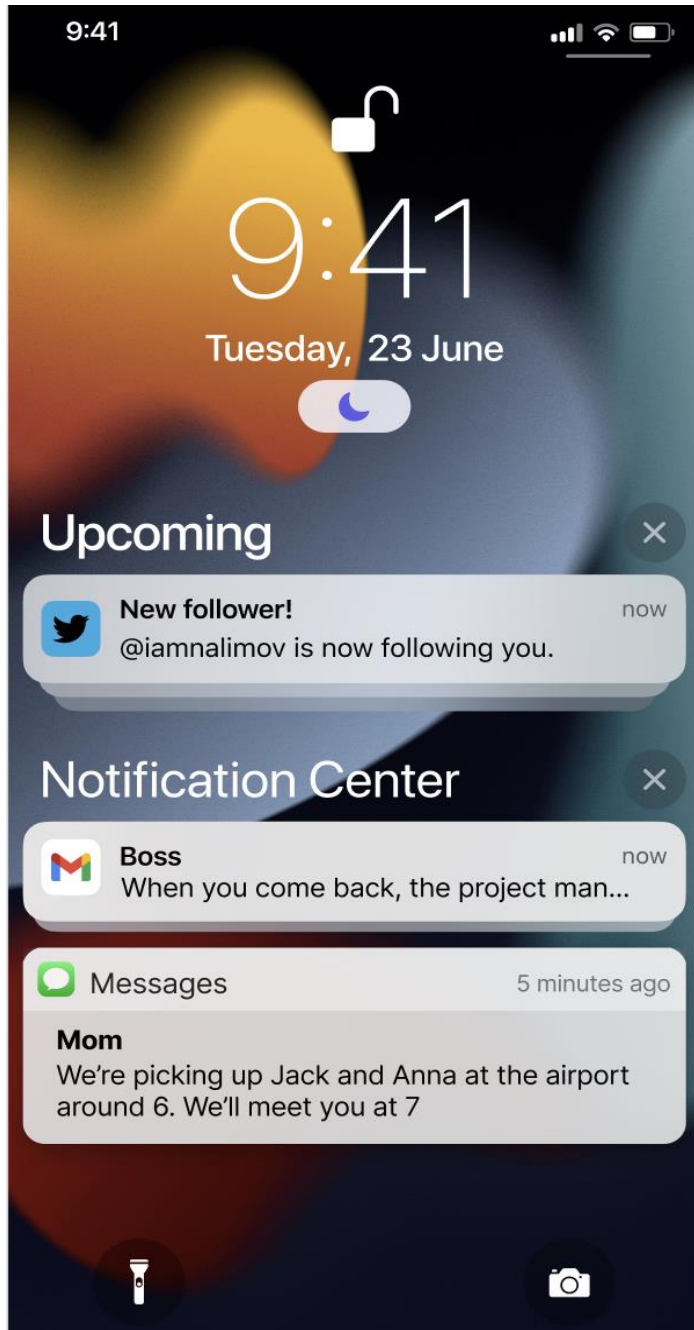 9:41
9:41
Tuesday, 23 June
Upcoming
New follower!
now
@iamnalimov is now following you.
Notification Center
Boss
now
When you come back, the project man...
Messages
5 minutes ago
Mom
We’re picking up Jack and Anna at the airport
around 6. We’ll meet you at 7